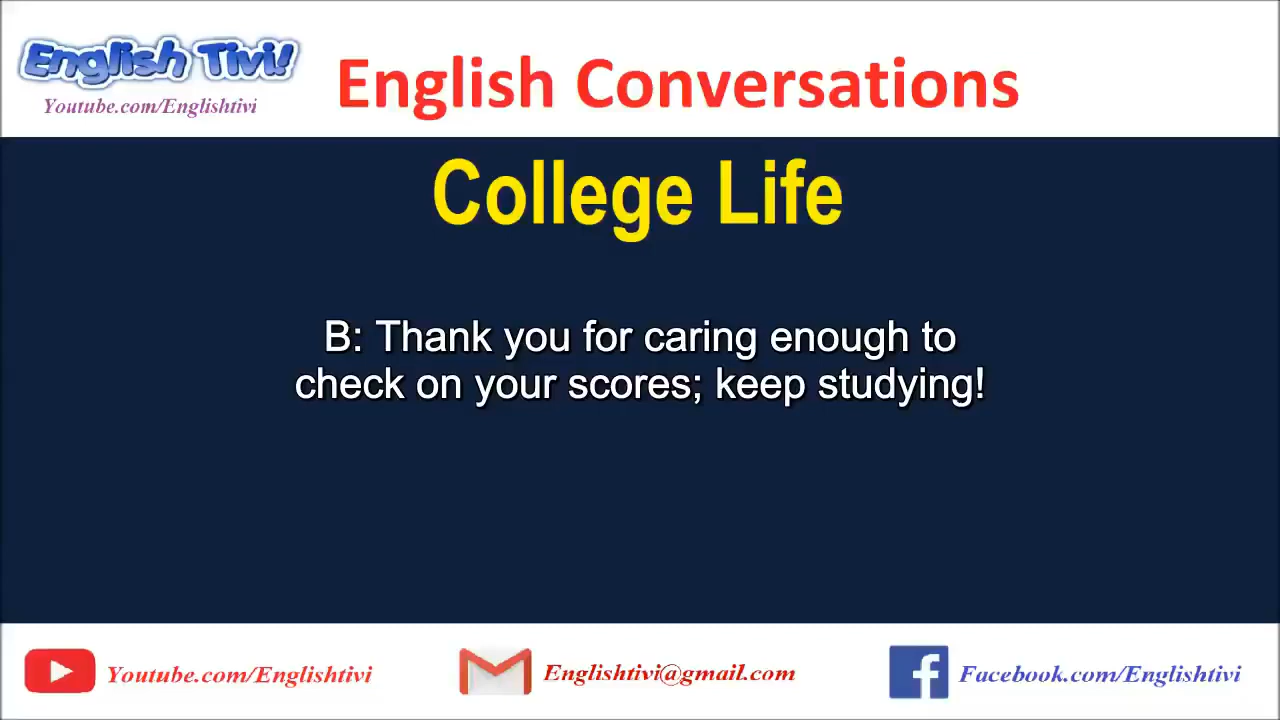 English Tivi!
Youtube.com/Englishtivi
English Conversations
College Life
B: Thank you for caring enough to
check on your scores; keep studying!
Youtube.com/Englishtivi
Englishtivi@gmail.com
Facebook.com/Englishtivi